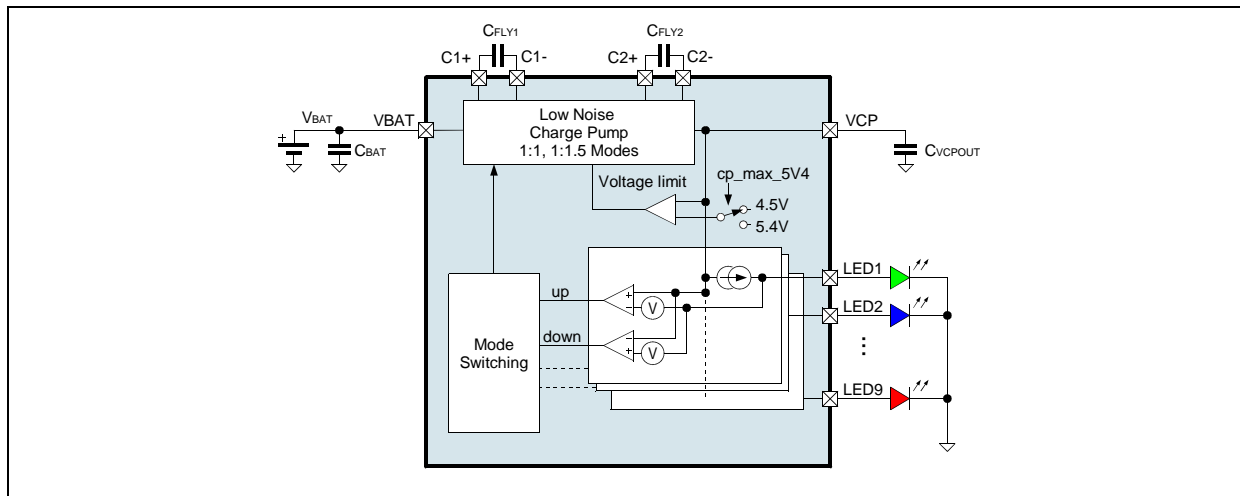 CFLY1
CFLY2
C1+ C1- C2+ C2-
VBAT
VBAT
Low Noise
Charge Pump
1:1, 1:1.5 Modes
VCP
+
CBAT
CVCPOUT
Voltage limit
cp_max_5V4
4.5V
5.4V
LED1
up
+
−
V
LED2
down
−
+
V
Mode
Switching
LED9